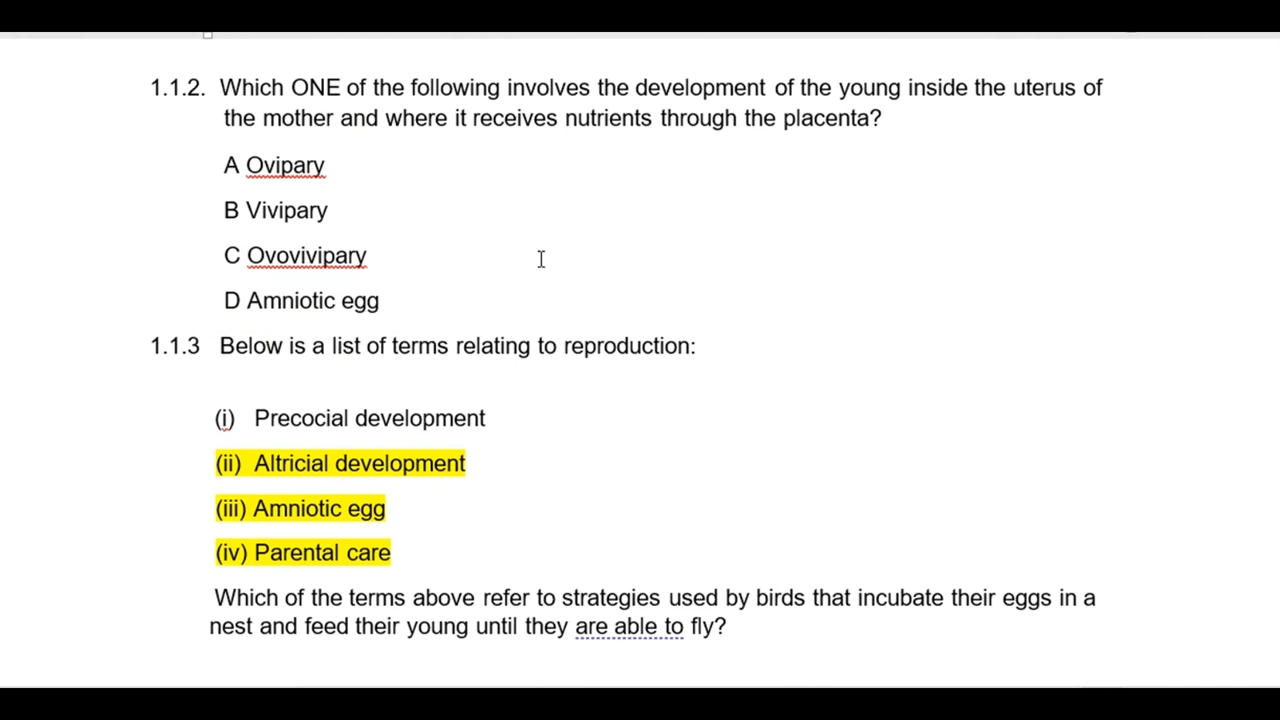 1.1.2. Which ONE of the following involves the development of the young inside the uterus of
the mother and where it receives nutrients through the placenta?
A Ovipary
B Vivipary
C Ovovivipary
D Amniotic egg
1.1.3 Below is a list of terms relating to reproduction:
(i) Precocial development
(ii) Altricial development
(iii) Amniotic egg
(iv) Parental care
Which of the terms above refer to strategies used by birds that incubate their eggs in a
nest and feed their young until they are able to fly?